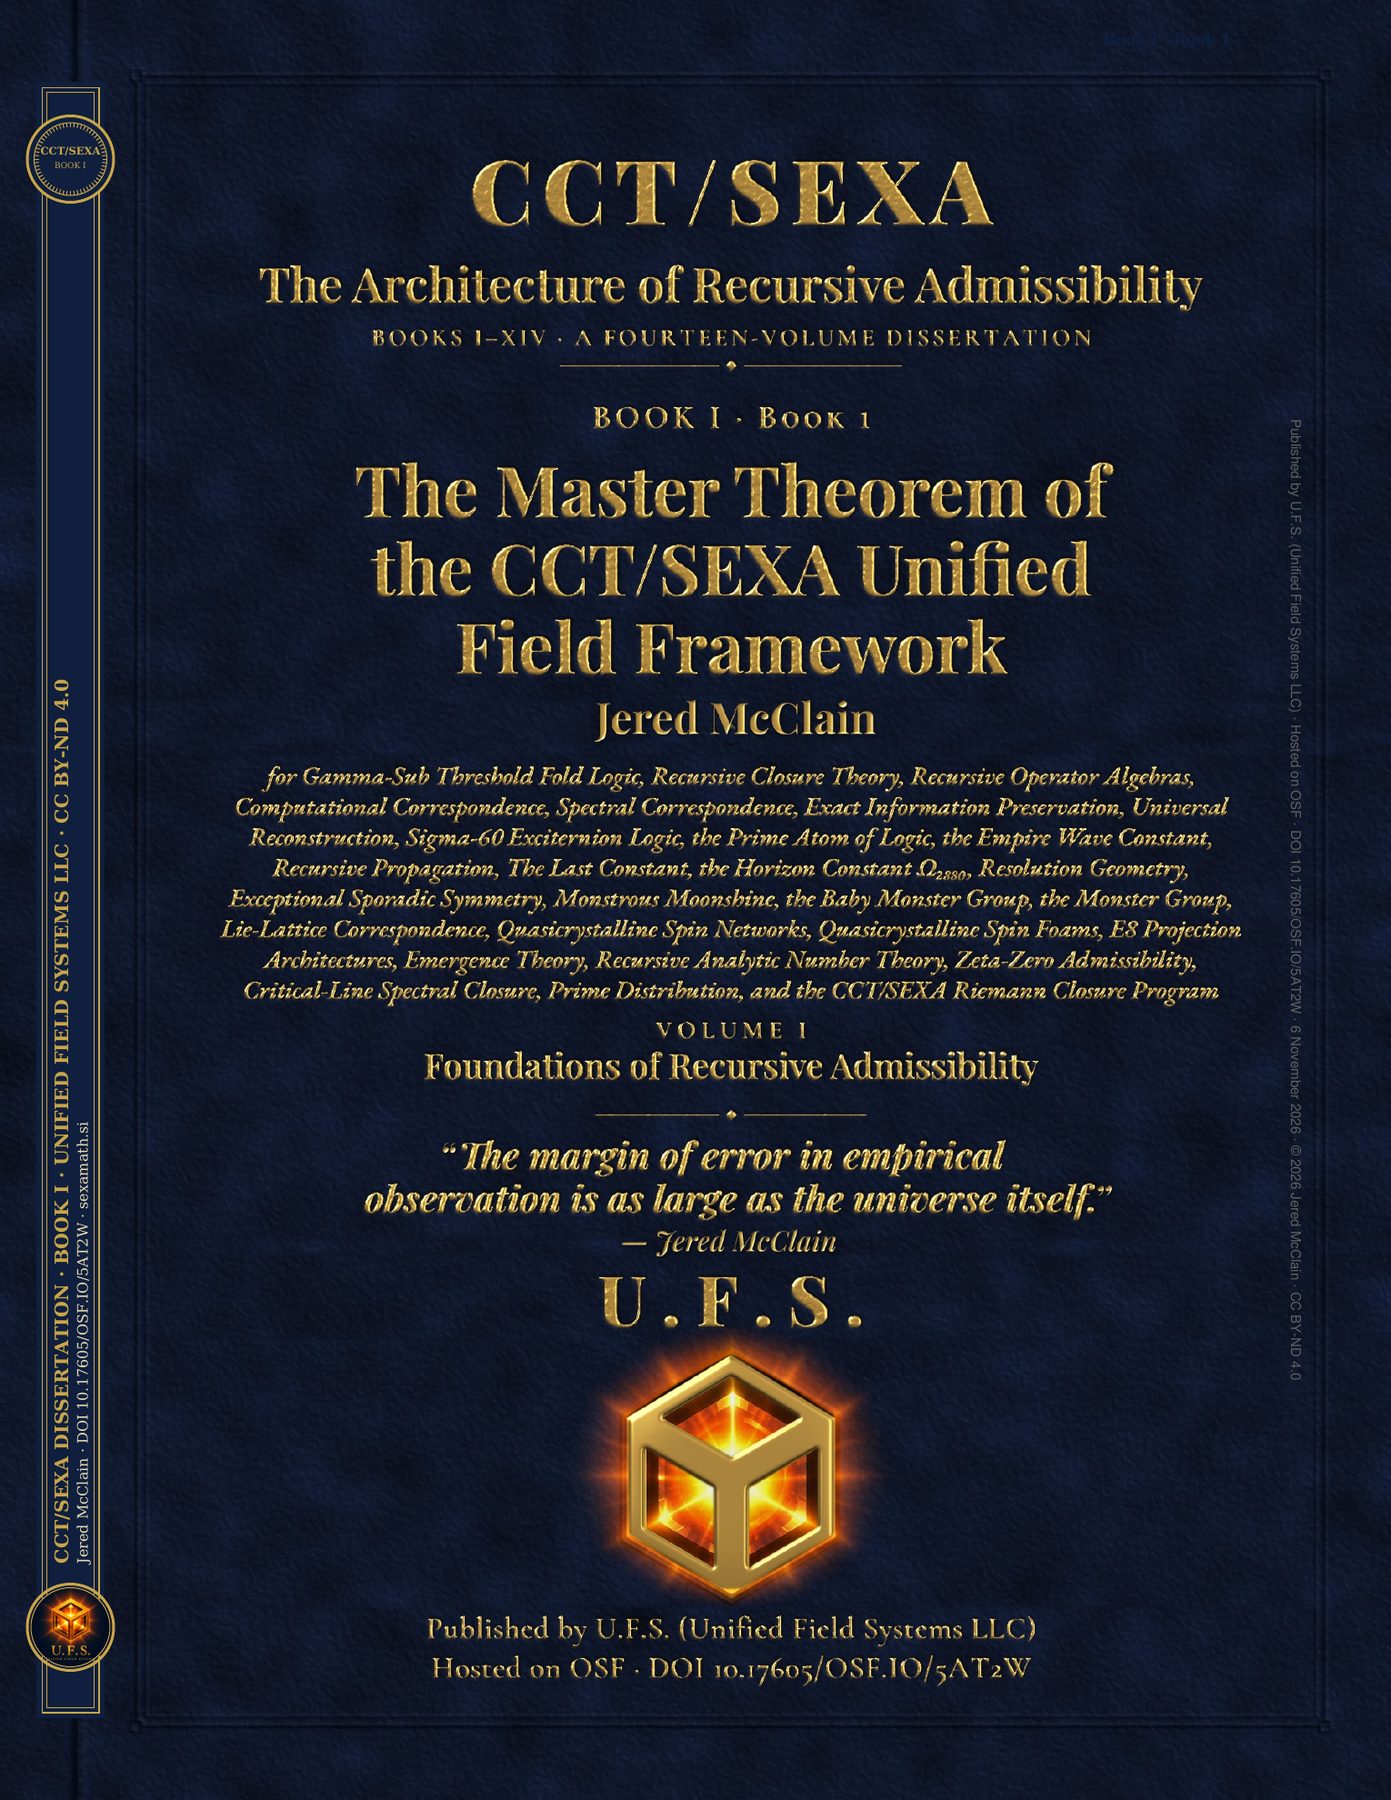 Book I · Book 1
CCT/SEXA
BOOK I
CCT/SEXA
The Architecture of Recursive Admissibility
BOOKS I–XIV · A FOURTEEN-VOLUME DISSERTATION
BOOK I · Book 1
The Master Theorem of
the CCT/SEXA Unified
Field Framework
Jered McClain
for Gamma-Sub Threshold Fold Logic, Recursive Closure Theory, Recursive Operator Algebras,
Computational Correspondence, Spectral Correspondence, Exact Information Preservation, Universal
Reconstruction, Sigma-60 Exciternion Logic, the Prime Atom of Logic, the Empire Wave Constant,
Recursive Propagation, The Last Constant, the Horizon Constant Ω₂₈₈₀, Resolution Geometry,
Exceptional Sporadic Symmetry, Monstrous Moonshine, the Baby Monster Group, the Monster Group,
Lie-Lattice Correspondence, Quasicrystalline Spin Networks, Quasicrystalline Spin Foams, E8 Projection
Architectures, Emergence Theory, Recursive Analytic Number Theory, Zeta-Zero Admissibility,
Critical-Line Spectral Closure, Prime Distribution, and the CCT/SEXA Riemann Closure Program
VOLUME I
Foundations of Recursive Admissibility
“The margin of error in empirical
observation is as large as the universe itself.”
— Jered McClain
U.F.S.
Published by U.F.S. (Unified Field Systems LLC)
Hosted on OSF · DOI 10.17605/OSF.IO/5AT2W
CCT/SEXA DISSERTATION · BOOK I · UNIFIED FIELD SYSTEMS LLC · CC BY-ND 4.0
Jered McClain · DOI 10.17605/OSF.IO/5AT2W · sexamath.si
U.F.S.
Published by U.F.S. (Unified Field Systems LLC) · Hosted on OSF · DOI 10.17605/OSF.IO/5AT2W · 6 November 2026 · © 2026 Jered McClain · CC BY-ND 4.0